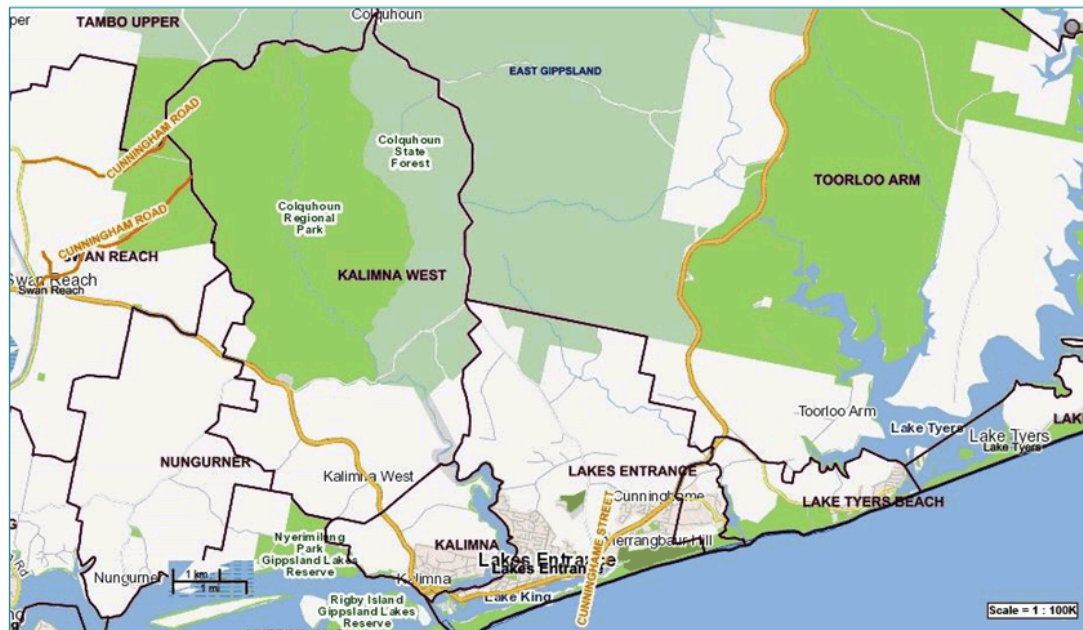 Colquhoun
TAMBO UPPER
EAST GIPPSLAND
CUNNINGHAM ROAD
Colquhoun
State
Forest
TOORLOO ARM
Colquhoun
Regional
Park
CUNNINGHAM ROAD
SWAN REACH
KALIMNA WEST
Swan Reach
Swan Reach
Toorloo Arm
Lake Tyers
Lake Tyers
Lake Tyers
NUNGURNER
Kalimna West
LAKES ENTRANCE
Cunninghame
LAKE TYERS BEACH
CUNNINGHAME STREET
Nyerimilung
Park
Gippsland Lakes
Reserve
KALIMNA
Lakes Entrance
Lakes Entrance
Nungurner
1 km
1 mi
Kalimna
Lake King
Rigby Island
Gippsland Lakes
Reserve
Scale = 1 : 100K